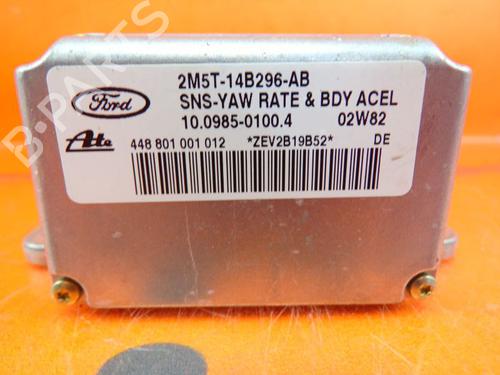 2M5T-14B296-AB
Ford
SNS-YAW RATE & BDY ACEL
10.0985-0100.4 02W82
Ate 448 801 001 012 *ZEV2B19B52* DE
B-PARTS